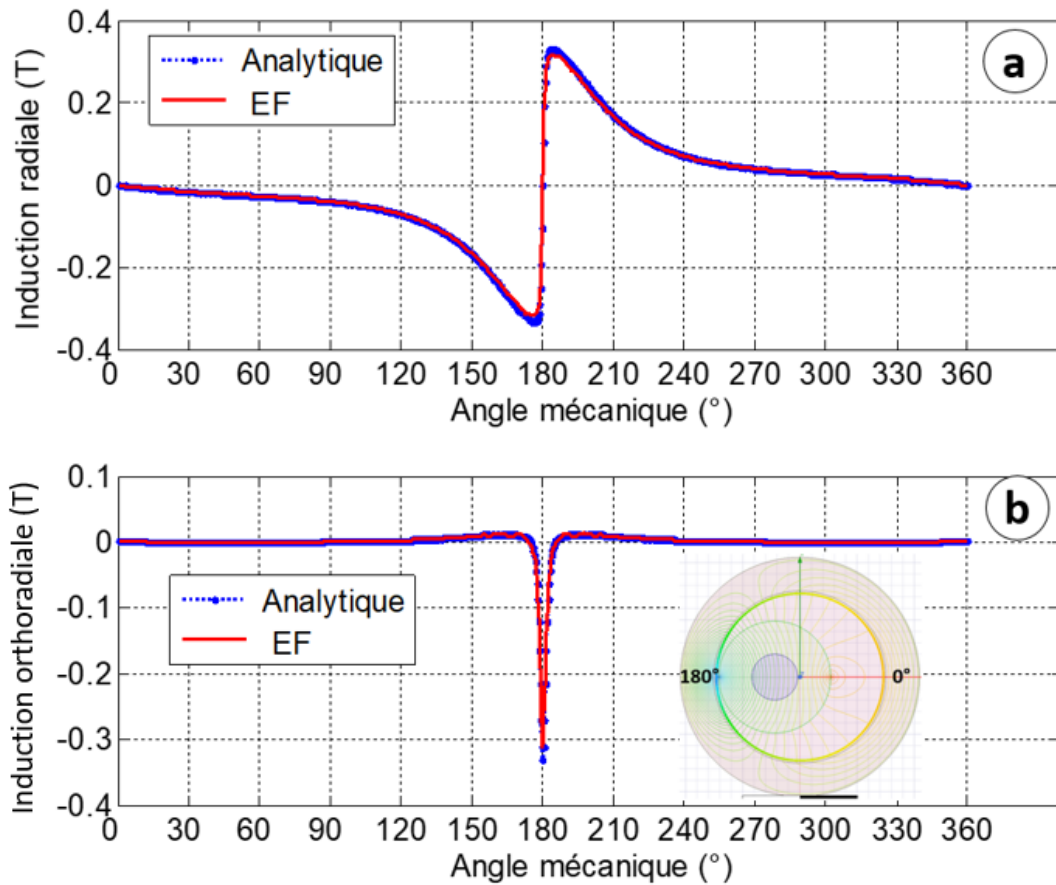 a
0.4
0.2
0
-0.2
-0.4
Induction radiale (T)
Analytique
EF
0 30 60 90 120 150 180 210 240 270 300 330 360
Angle mécanique (°)
b
0.1
0
-0.1
-0.2
-0.3
-0.4
Induction orthoradiale (T)
Analytique
EF
180° 0°
0 30 60 90 120 150 180 210 240 270 300 330 360
Angle mécanique (°)